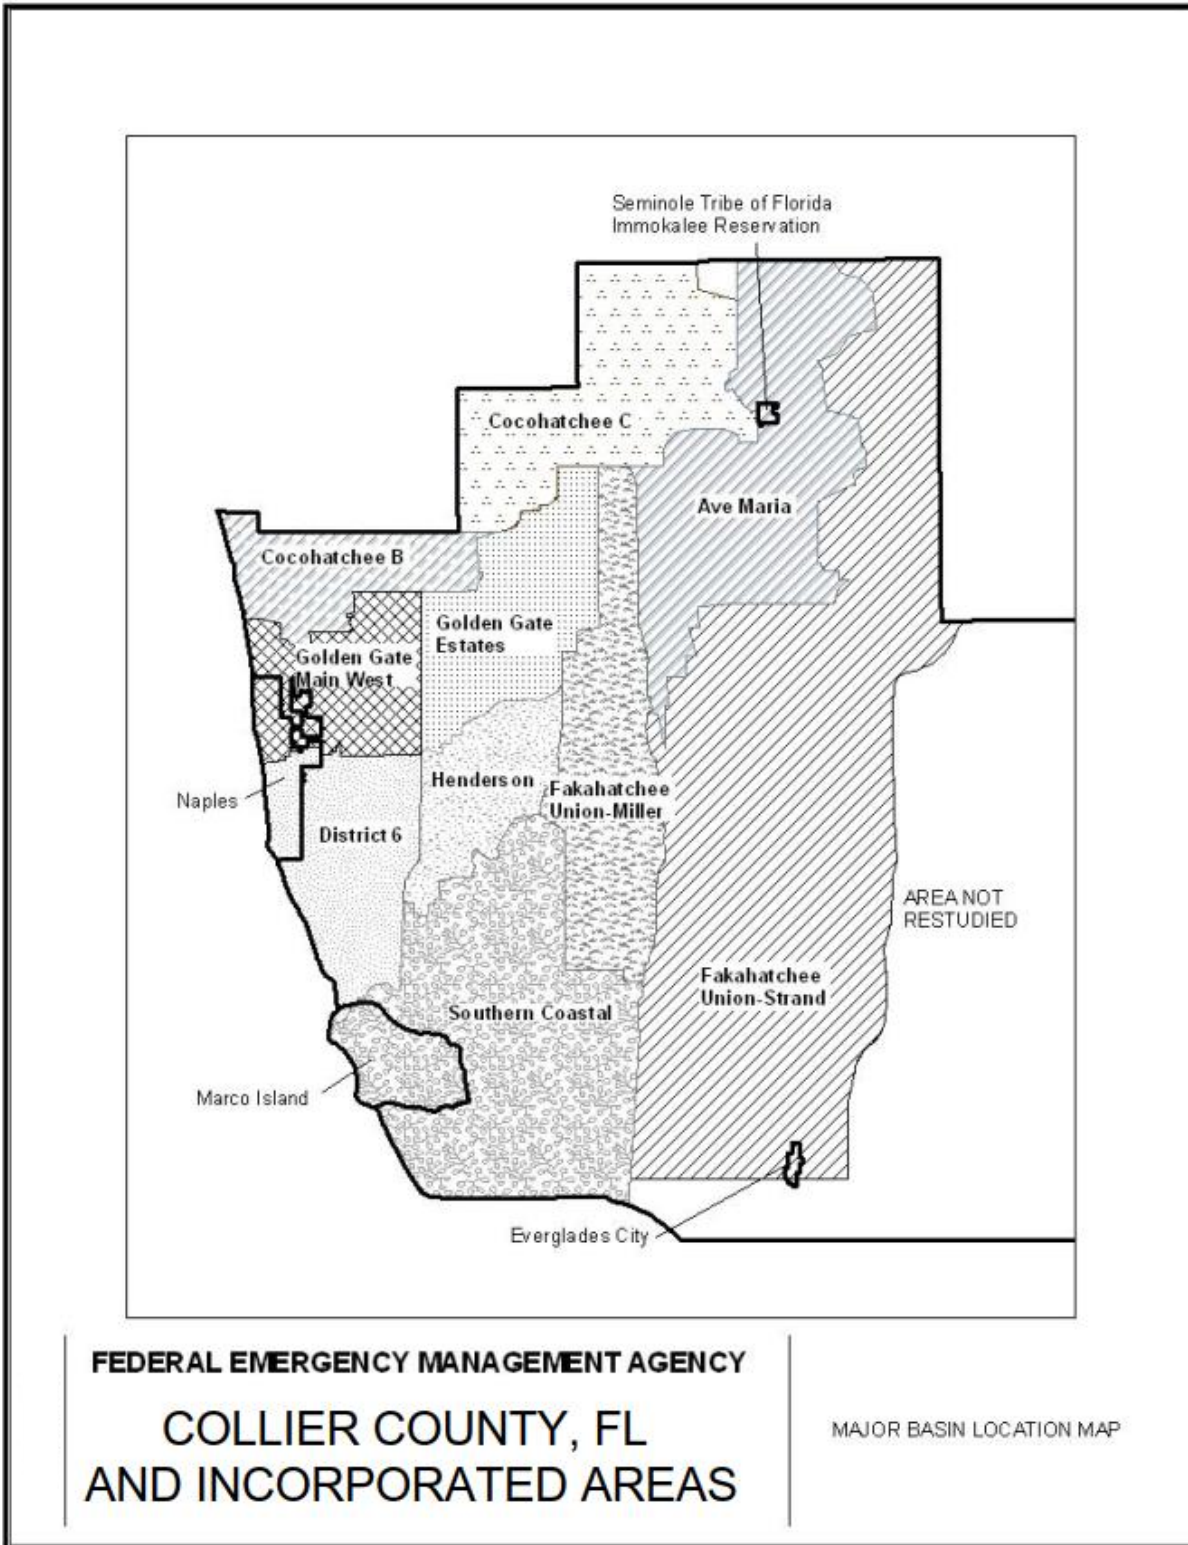 Seminole Tribe of Florida
Immokalee Reservation
Cocohatchee C
Ave Maria
Cocohatchee B
Golden Gate
Estates
Golden Gate
Main West
Henderson
Fakahatchee
Union-Miller
Naples
District 6
AREA NOT
RESTUDIED
Fakahatchee
Union-Strand
Southern Coastal
Marco Island
Everglades City
FEDERAL EMERGENCY MANAGEMENT AGENCY
COLLIER COUNTY, FL
AND INCORPORATED AREAS
MAJOR BASIN LOCATION MAP